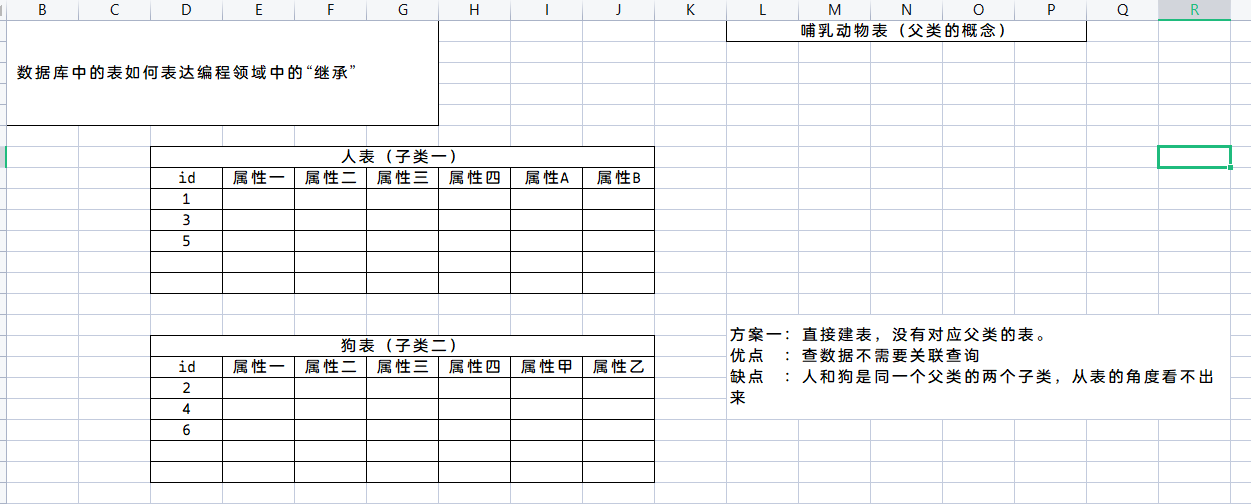 B C D E F G H I J K L M N O P Q R
哺乳动物表（父类的概念）
数据库中的表如何表达编程领域中的“继承”
人表（子类一）
id 属性一 属性二 属性三 属性四 属性A 属性B
1
3
5
狗表（子类二）
id 属性一 属性二 属性三 属性四 属性甲 属性乙
2
4
6
方案一：直接建表，没有对应父类的表。
优点 ：查数据不需要关联查询
缺点 ：人和狗是同一个父类的两个子类，从表的角度看不出
来